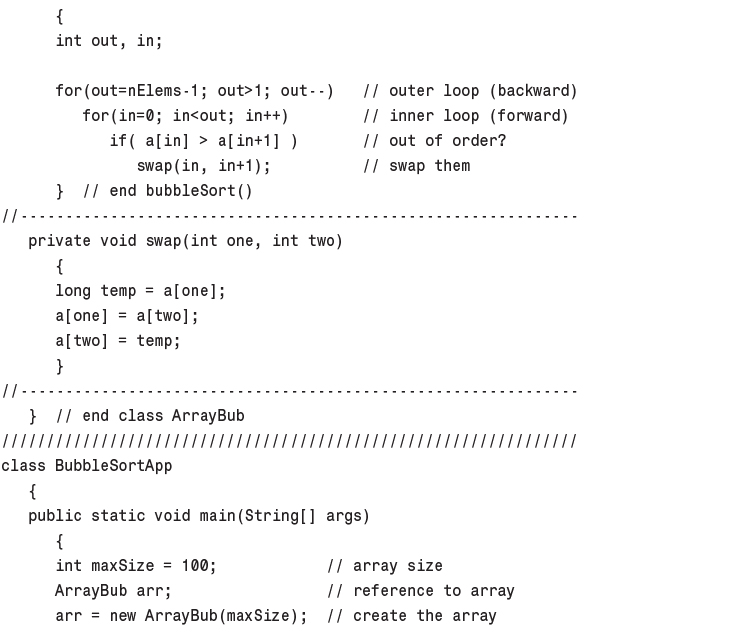 {
      int out, in;

      for(out=nElems-1; out>1; out--)   // outer loop (backward)
         for(in=0; in<out; in++)        // inner loop (forward)
            if( a[in] > a[in+1] )       // out of order?
               swap(in, in+1);          // swap them
      }  // end bubbleSort()
//--------------------------------------------------------------
   private void swap(int one, int two)
      {
      long temp = a[one];
      a[one] = a[two];
      a[two] = temp;
      }
//--------------------------------------------------------------
   }  // end class ArrayBub
////////////////////////////////////////////////////////////////
class BubbleSortApp
   {
   public static void main(String[] args)
      {
      int maxSize = 100;            // array size
      ArrayBub arr;                 // reference to array
      arr = new ArrayBub(maxSize);  // create the array